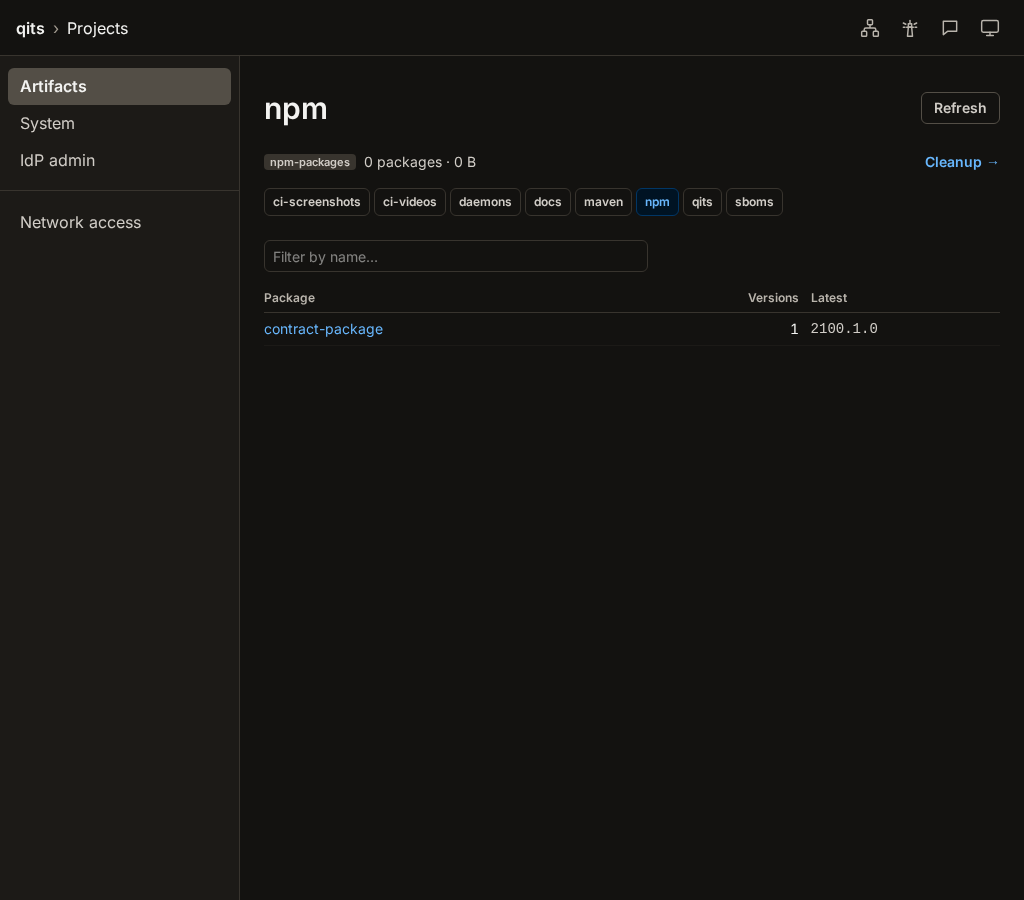 qits › Projects
Artifacts
System
IdP admin
Network access
npm
Refresh
npm-packages 0 packages · 0 B
Cleanup →
ci-screenshots ci-videos daemons docs maven npm qits sboms
Filter by name...
Package Versions Latest
contract-package 1 2100.1.0